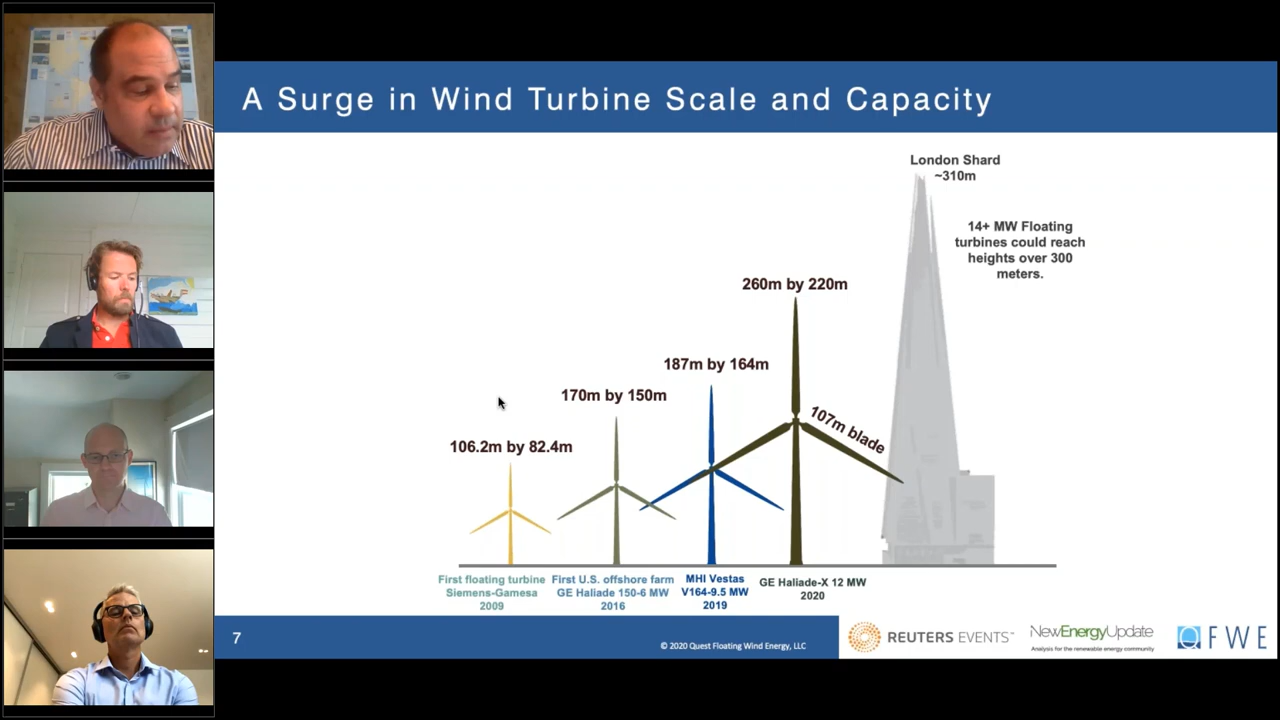 A Surge in Wind Turbine Scale and Capacity
London Shard
~310m
14+ MW Floating
turbines could reach
heights over 300
meters.
260m by 220m
187m by 164m
170m by 150m
106.2m by 82.4m
107m blade
First floating turbine
Siemens-Gamesa
2009
First U.S. offshore farm
GE Haliade 150-6 MW
2016
MHI Vestas
V164-9.5 MW
2019
GE Haliade-X 12 MW
2020
7
© 2020 Quest Floating Wind Energy, LLC
REUTERS EVENTS™
NewEnergyUpdate
Analysis for the renewable energy community
FWE